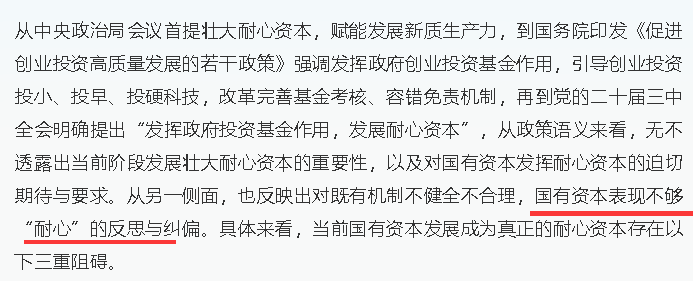 从中央政治局会议首提壮大耐心资本，赋能发展新质生产力，到国务院印发《促进
创业投资高质量发展的若干政策》强调发挥政府创业投资基金作用，引导创业投资
投小、投早、投硬科技，改革完善基金考核、容错免责机制，再到党的二十届三中
全会明确提出“发挥政府投资基金作用，发展耐心资本”，从政策语义来看，无不
透露出当前阶段发展壮大耐心资本的重要性，以及对国有资本发挥耐心资本的迫切
期待与要求。从另一侧面，也反映出对既有机制不健全不合理，国有资本表现不够
“耐心”的反思与纠偏。具体来看，当前国有资本发展成为真正的耐心资本存在以
下三重阻碍。